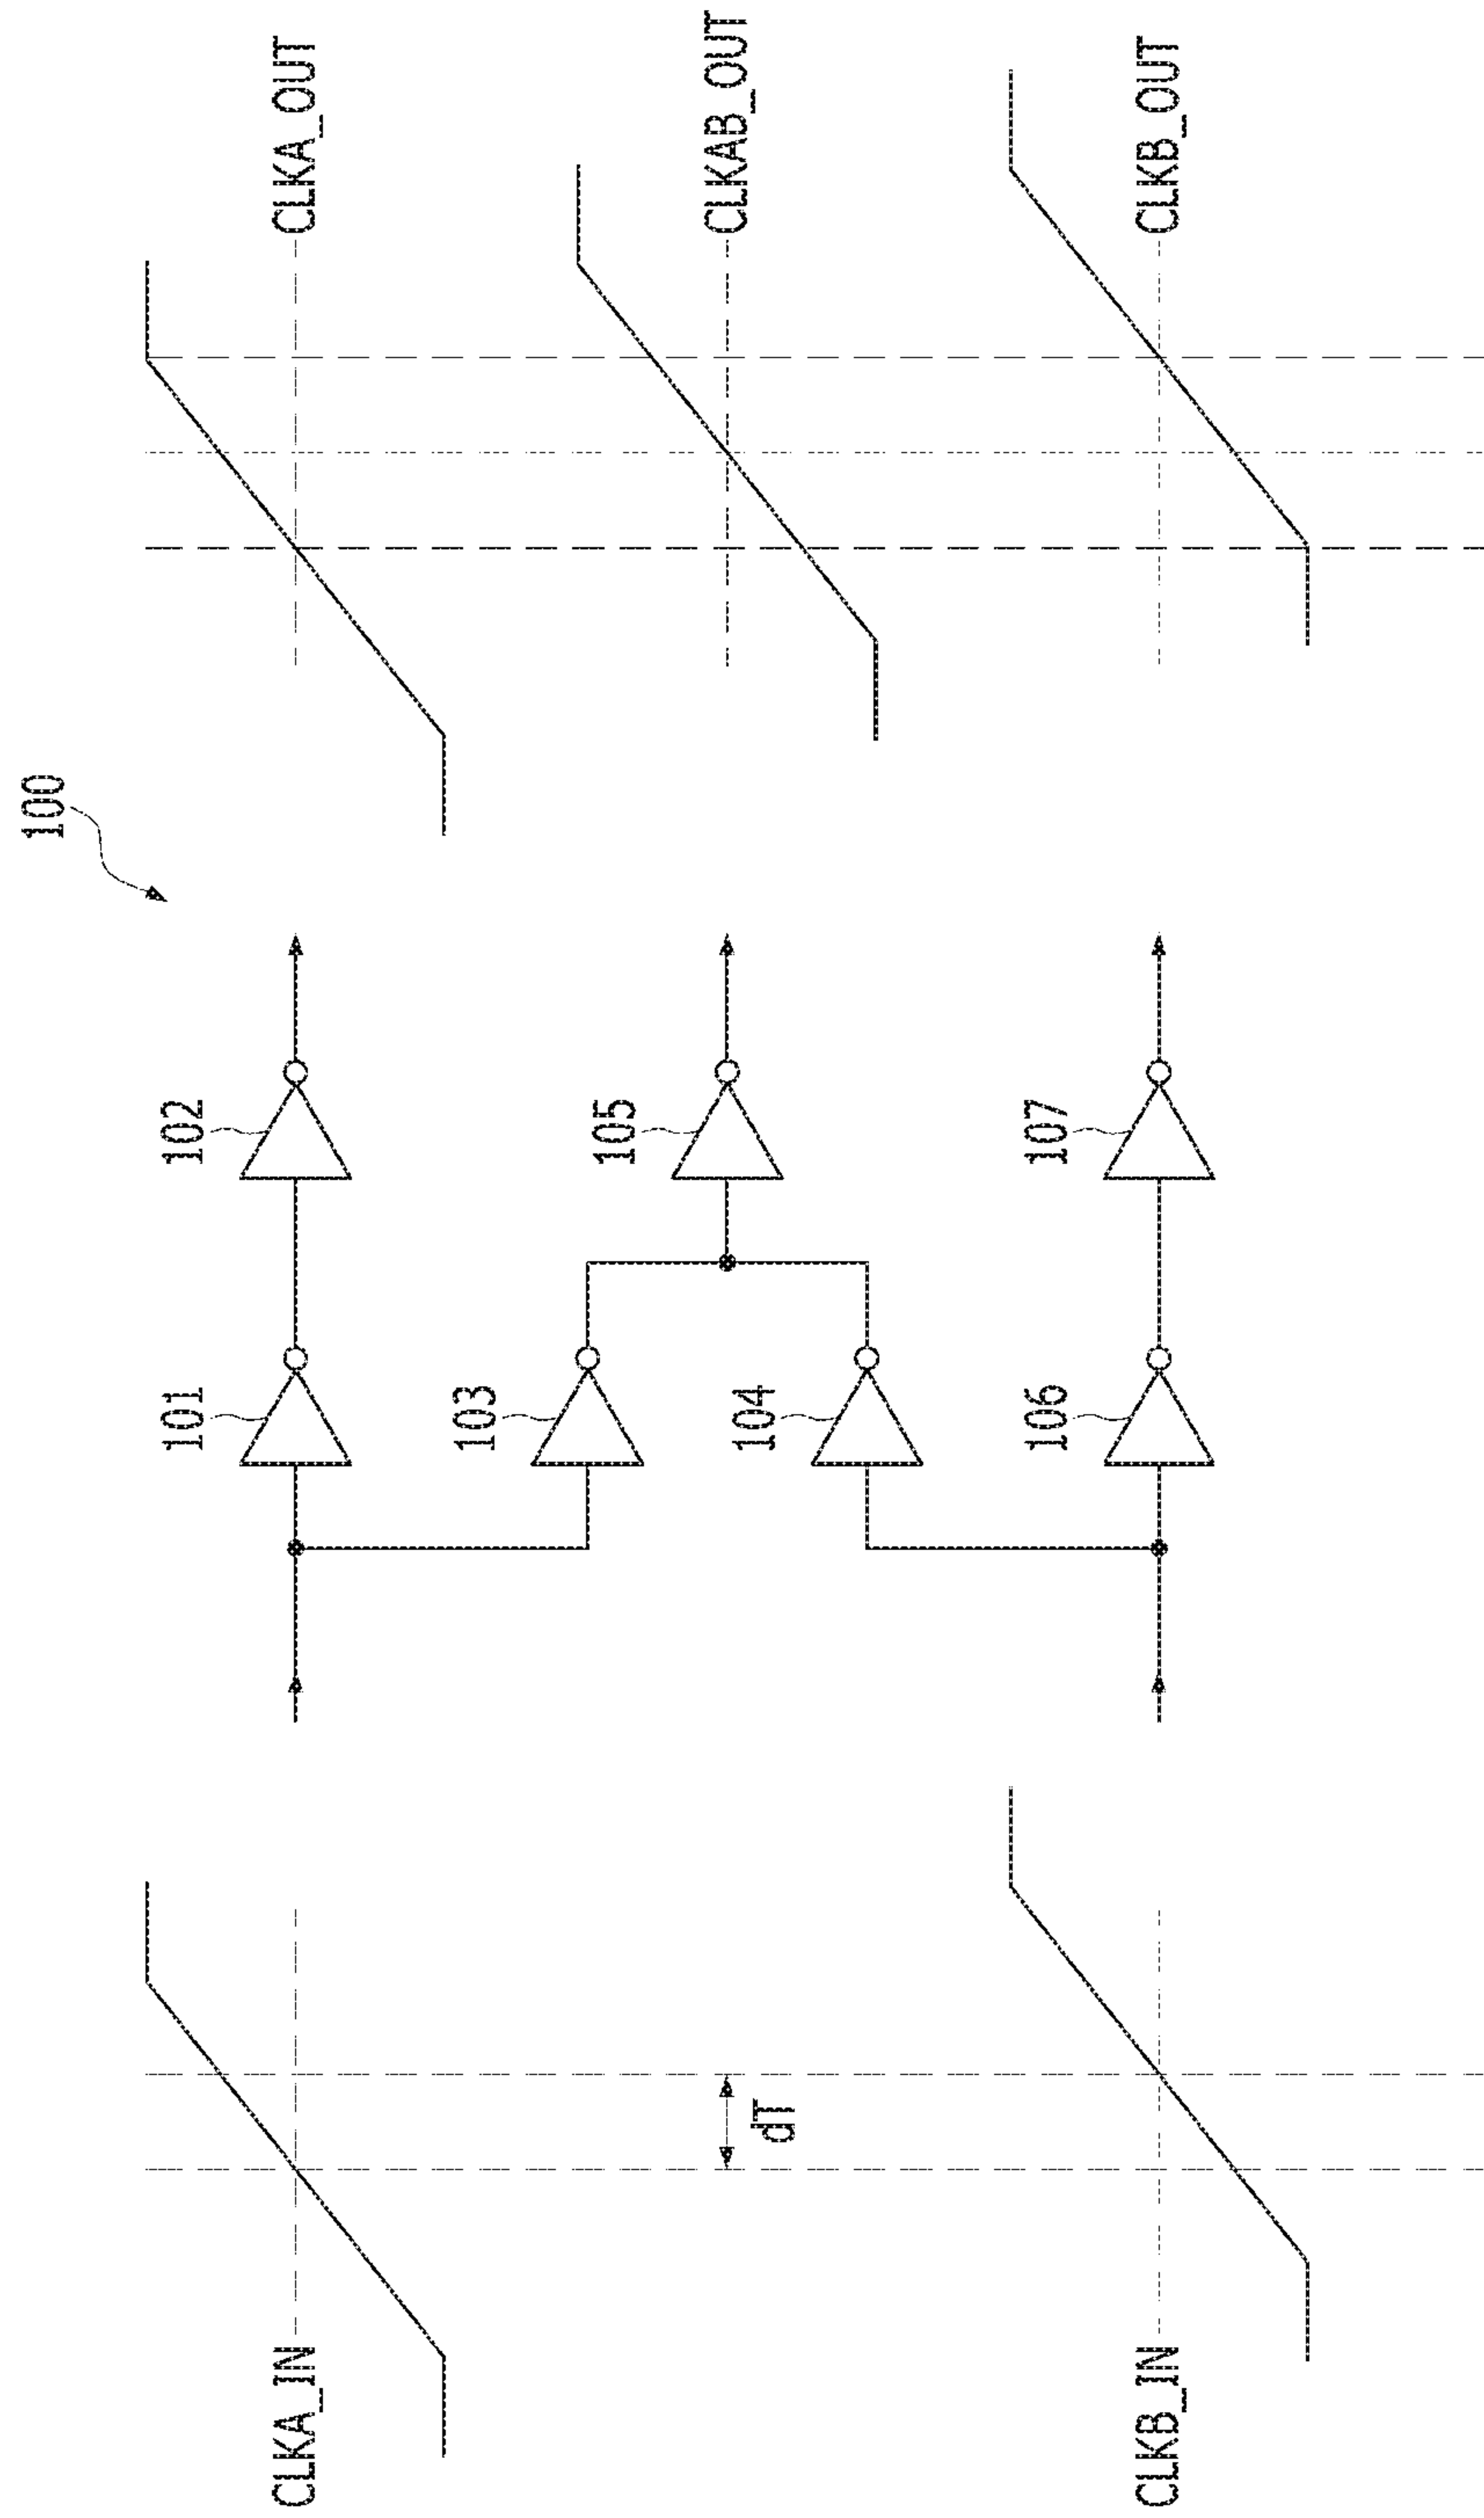 100
CLKA_IN
101
102
CLKA_OUT
103
105
CLKAB_OUT
dT
104
CLKB_IN
106
107
CLKB_OUT